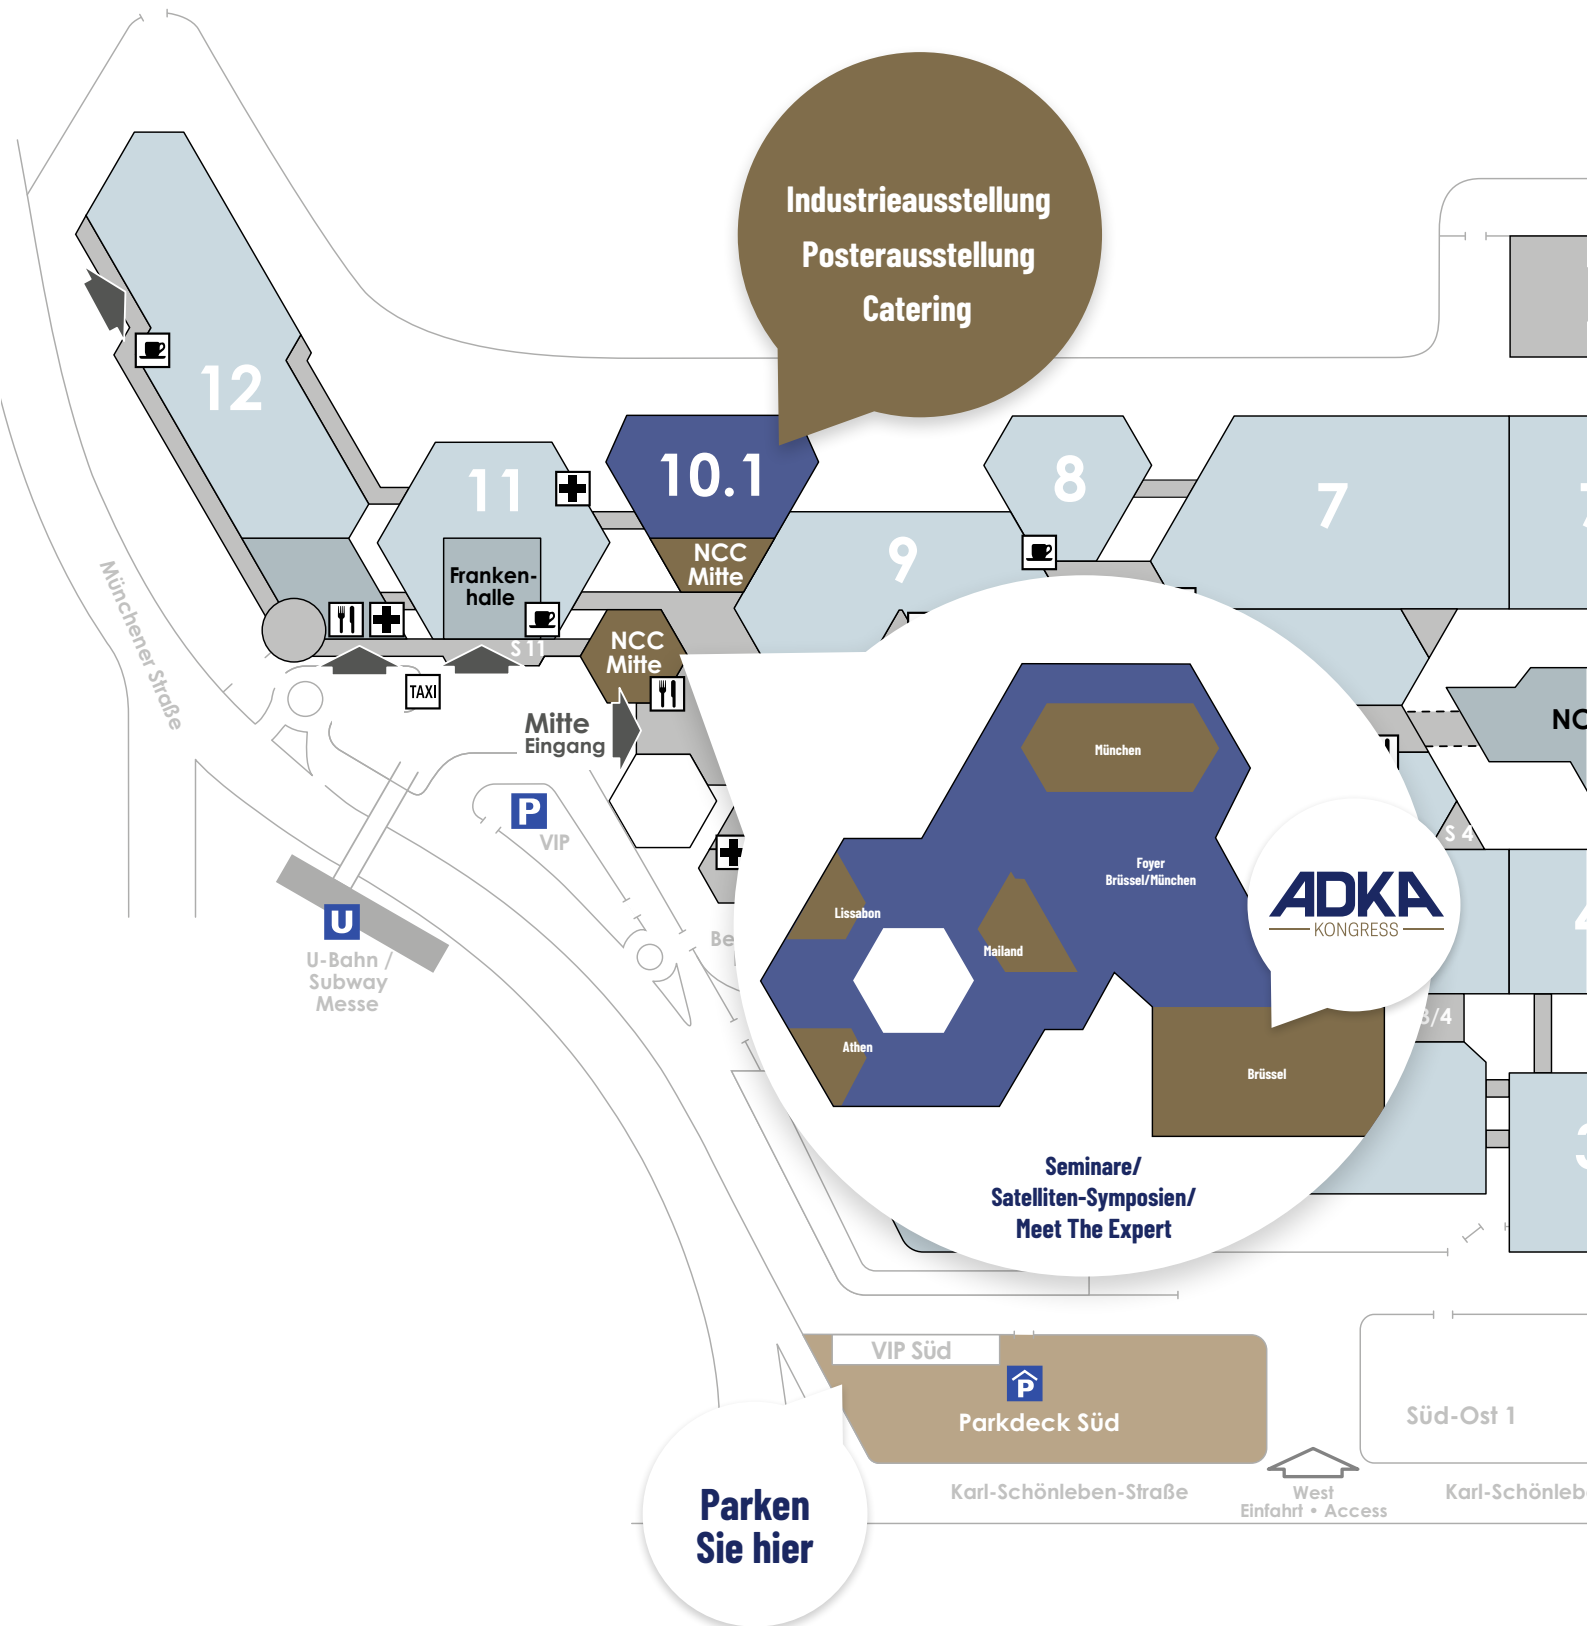 Industrieausstellung
Posterausstellung
Catering
12
11
10.1
8
7
9
NCC
Mitte
Franken-
halle
S 11
NCC
Mitte
TAXI
Mitte
Eingang
Münchener Straße
P
VIP
U
U-Bahn /
Subway
Messe
München
Foyer
Brüssel/München
Lissabon
Mailand
Athen
Brüssel
ADKA
KONGRESS
S 4
Seminare/
Satelliten-Symposien/
Meet The Expert
VIP Süd
P
Parkdeck Süd
Süd-Ost 1
Karl-Schönleben-Straße
West
Einfahrt • Access
Parken
Sie hier